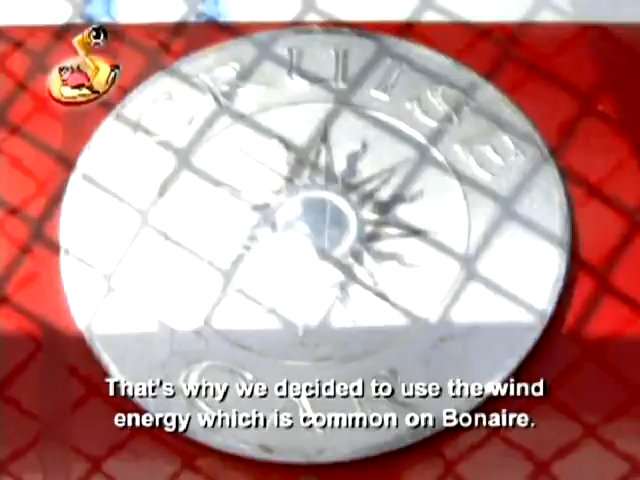 That's why we decided to use the wind
energy which is common on Bonaire.